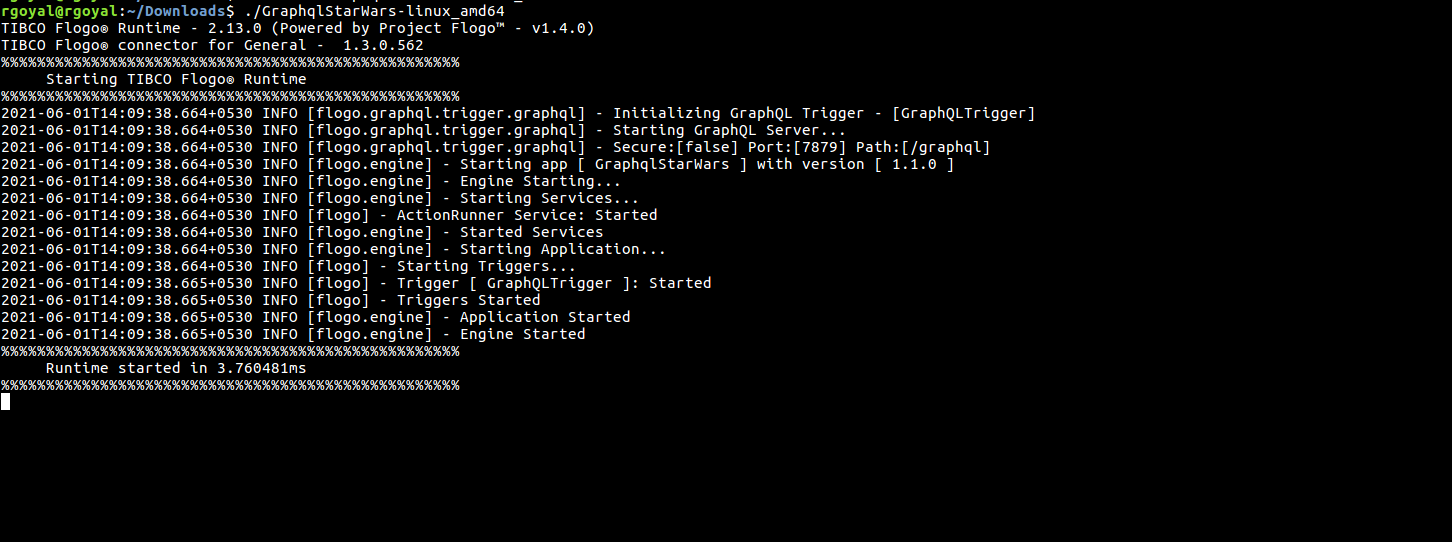 rgoyal@rgoyal:~/Downloads$ ./GraphqlStarWars-linux_amd64
TIBCO Flogo® Runtime - 2.13.0 (Powered by Project Flogo™ - v1.4.0)
TIBCO Flogo® connector for General -  1.3.0.562
%%%%%%%%%%%%%%%%%%%%%%%%%%%%%%%%%%%%%%%%%%%%%%%%%%%
     Starting TIBCO Flogo® Runtime
%%%%%%%%%%%%%%%%%%%%%%%%%%%%%%%%%%%%%%%%%%%%%%%%%%%
2021-06-01T14:09:38.664+0530 INFO [flogo.graphql.trigger.graphql] - Initializing GraphQL Trigger - [GraphQLTrigger]
2021-06-01T14:09:38.664+0530 INFO [flogo.graphql.trigger.graphql] - Starting GraphQL Server...
2021-06-01T14:09:38.664+0530 INFO [flogo.graphql.trigger.graphql] - Secure:[false] Port:[7879] Path:[/graphql]
2021-06-01T14:09:38.664+0530 INFO [flogo.engine] - Starting app [ GraphqlStarWars ] with version [ 1.1.0 ]
2021-06-01T14:09:38.664+0530 INFO [flogo.engine] - Engine Starting...
2021-06-01T14:09:38.664+0530 INFO [flogo.engine] - Starting Services...
2021-06-01T14:09:38.664+0530 INFO [flogo] - ActionRunner Service: Started
2021-06-01T14:09:38.664+0530 INFO [flogo.engine] - Started Services
2021-06-01T14:09:38.664+0530 INFO [flogo.engine] - Starting Application...
2021-06-01T14:09:38.664+0530 INFO [flogo] - Starting Triggers...
2021-06-01T14:09:38.665+0530 INFO [flogo] - Trigger [ GraphQLTrigger ]: Started
2021-06-01T14:09:38.665+0530 INFO [flogo] - Triggers Started
2021-06-01T14:09:38.665+0530 INFO [flogo.engine] - Application Started
2021-06-01T14:09:38.665+0530 INFO [flogo.engine] - Engine Started
%%%%%%%%%%%%%%%%%%%%%%%%%%%%%%%%%%%%%%%%%%%%%%%%%%%
     Runtime started in 3.760481ms
%%%%%%%%%%%%%%%%%%%%%%%%%%%%%%%%%%%%%%%%%%%%%%%%%%%